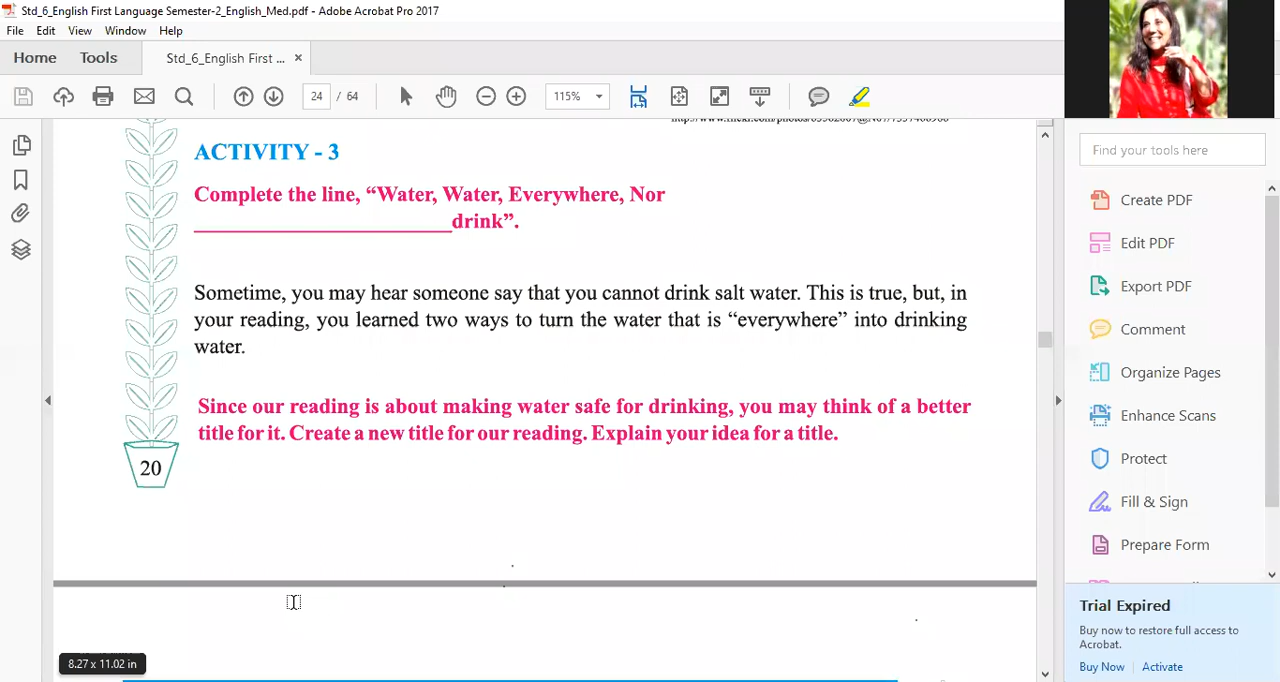 Std_6_English First Language Semester-2_English_Med.pdf - Adobe Acrobat Pro 2017
File Edit View Window Help
Home Tools Std_6_English First ... ×
24 / 64 115%
Find your tools here
ACTIVITY - 3
Complete the line, “Water, Water, Everywhere, Nor
_______________________drink”.
Sometime, you may hear someone say that you cannot drink salt water. This is true, but, in
your reading, you learned two ways to turn the water that is “everywhere” into drinking
water.
Since our reading is about making water safe for drinking, you may think of a better
title for it. Create a new title for our reading. Explain your idea for a title.
20
8.27 x 11.02 in
Create PDF
Edit PDF
Export PDF
Comment
Organize Pages
Enhance Scans
Protect
Fill & Sign
Prepare Form
Trial Expired
Buy now to restore full access to
Acrobat.
Buy Now Activate